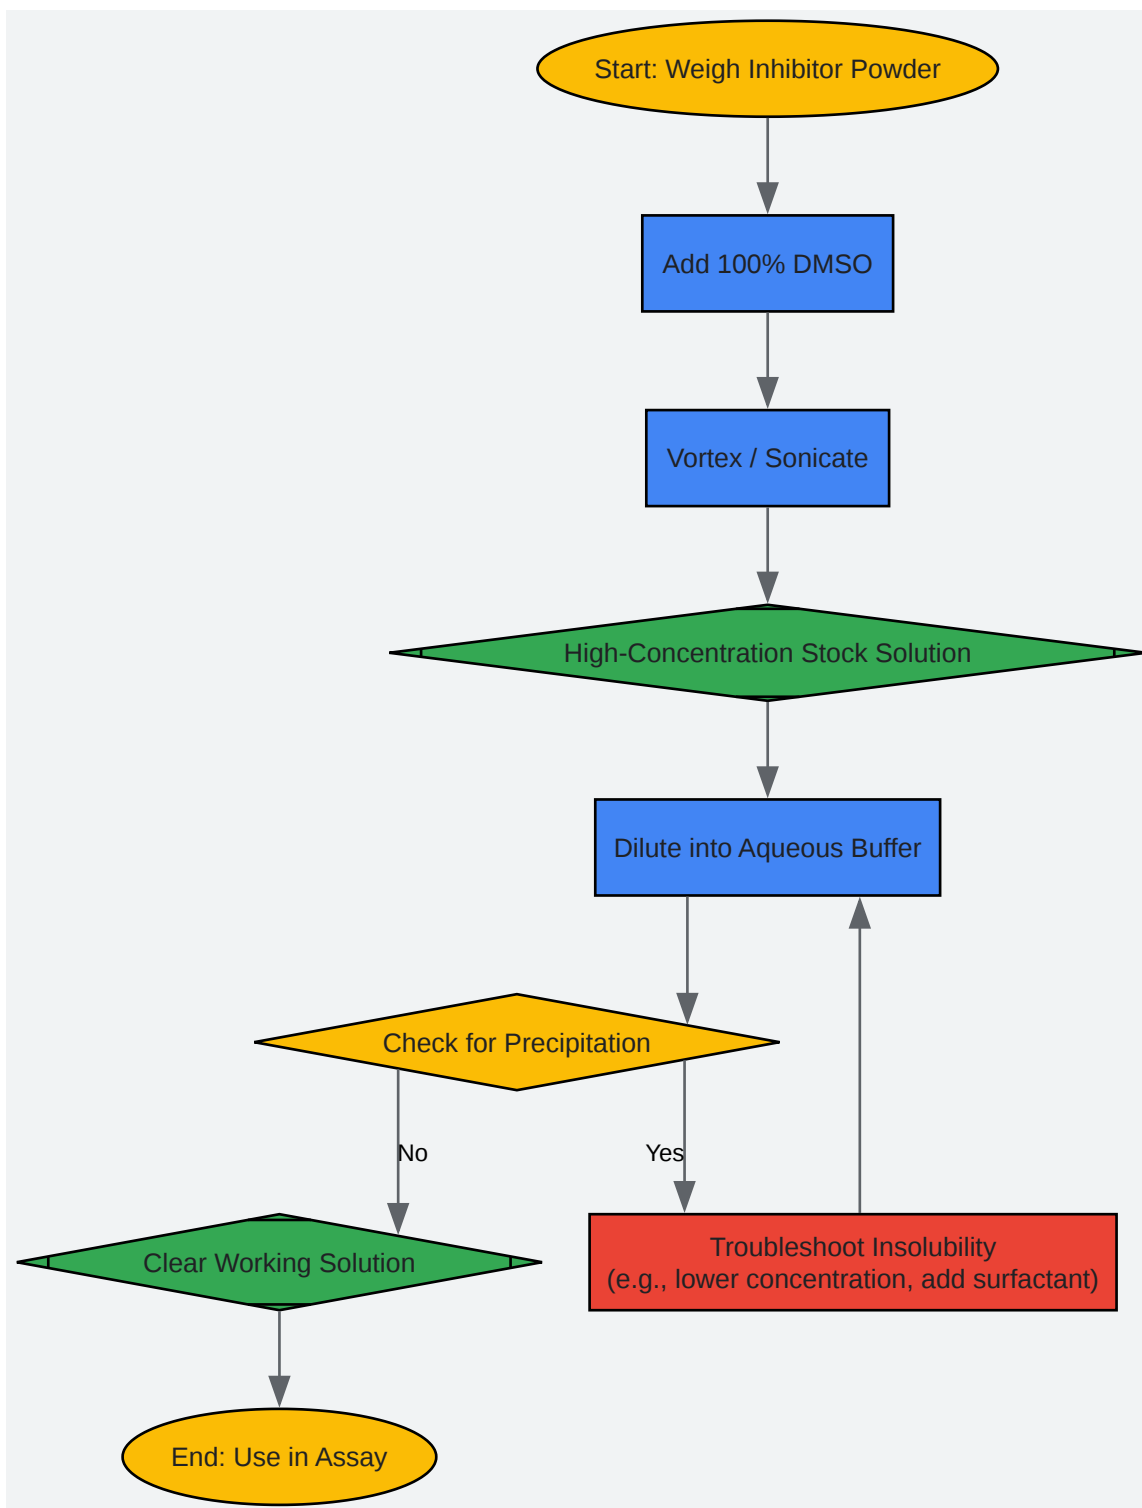 Start: Weigh Inhibitor Powder
Add 100% DMSO
Vortex / Sonicate
High-Concentration Stock Solution
Dilute into Aqueous Buffer
Check for Precipitation
No
Yes
Clear Working Solution
Troubleshoot Insolubility
(e.g., lower concentration, add surfactant)
End: Use in Assay